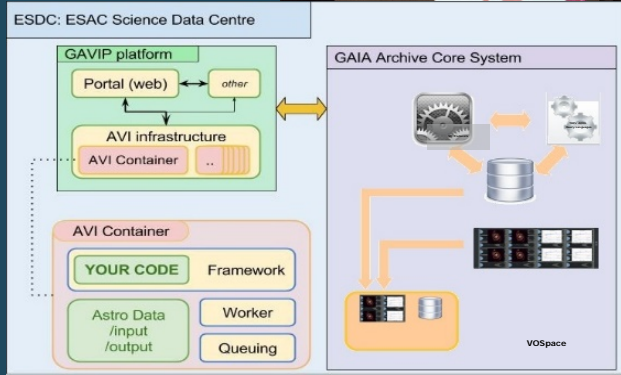 ESDC: ESAC Science Data Centre
GAVIP platform
Portal (web)
other
AVI infrastructure
AVI Container
..
GAIA Archive Core System
AVI Container
YOUR CODE
Framework
Astro Data
/input
/output
Worker
Queuing
VOSpace